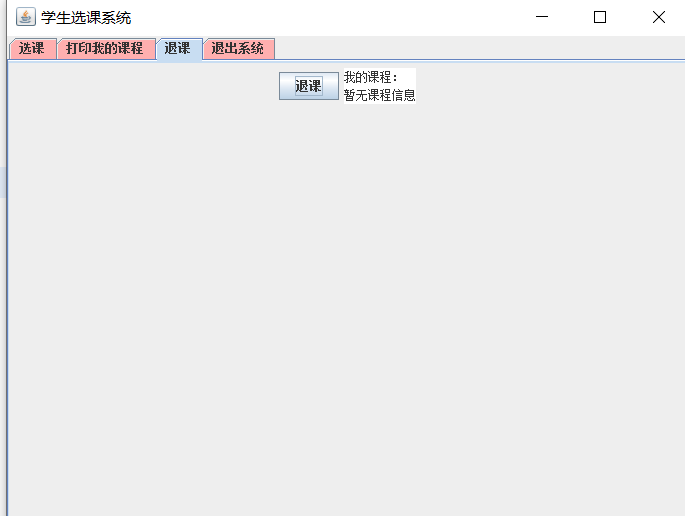 学生选课系统
选课 打印我的课程 退课 退出系统
退课
我的课程：
暂无课程信息